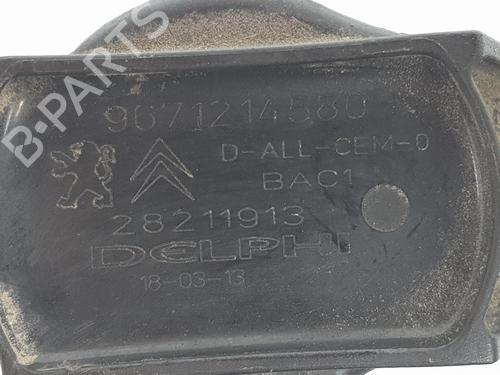 9671214580
D-ALL-CEM-0
BAC1
28211913
DELPHI
18-03-13
B-PARTS